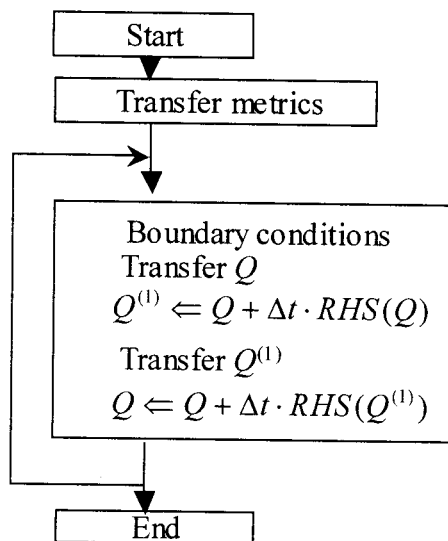 Start
Transfer metrics
Boundary conditions
Transfer Q
Q⁽¹⁾ ⇐ Q + Δt · RHS(Q)
Transfer Q⁽¹⁾
Q ⇐ Q + Δt · RHS(Q⁽¹⁾)
End